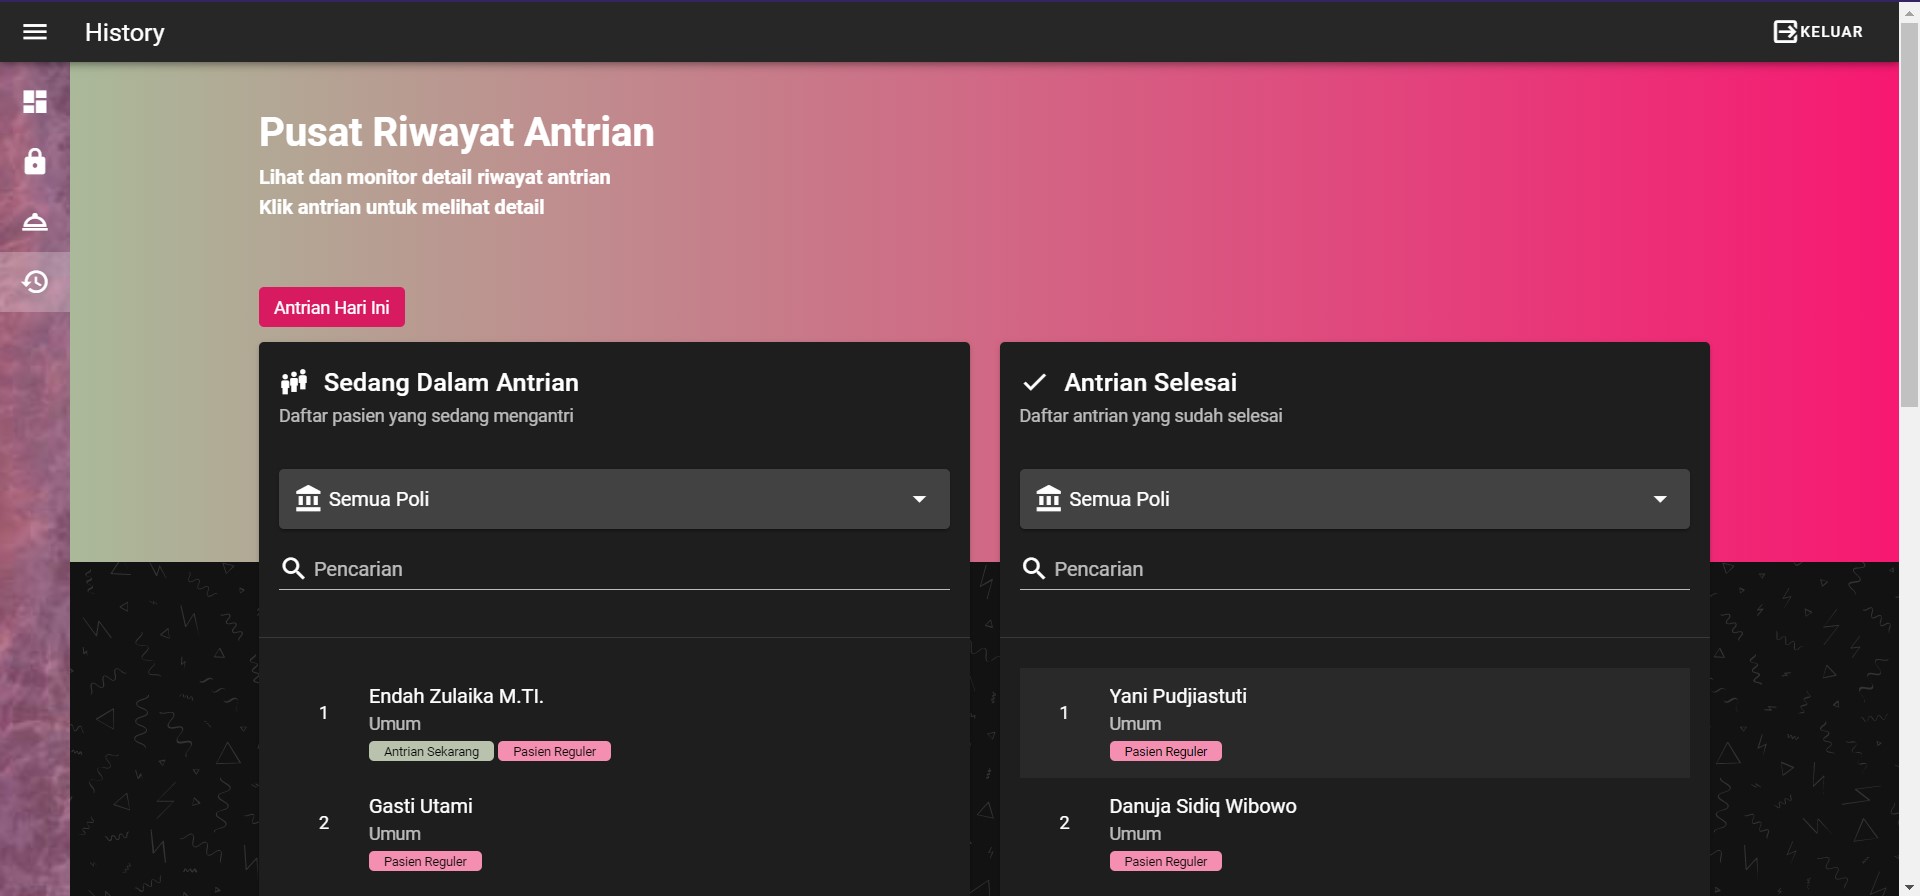 History
KELUAR
Pusat Riwayat Antrian
Lihat dan monitor detail riwayat antrian
Klik antrian untuk melihat detail
Antrian Hari Ini
Sedang Dalam Antrian
Daftar pasien yang sedang mengantri
Semua Poli
Pencarian
1
Endah Zulaika M.TI.
Umum
Antrian Sekarang Pasien Reguler
2
Gasti Utami
Umum
Pasien Reguler
Antrian Selesai
Daftar antrian yang sudah selesai
Semua Poli
Pencarian
1
Yani Pudjiastuti
Umum
Pasien Reguler
2
Danuja Sidiq Wibowo
Umum
Pasien Reguler